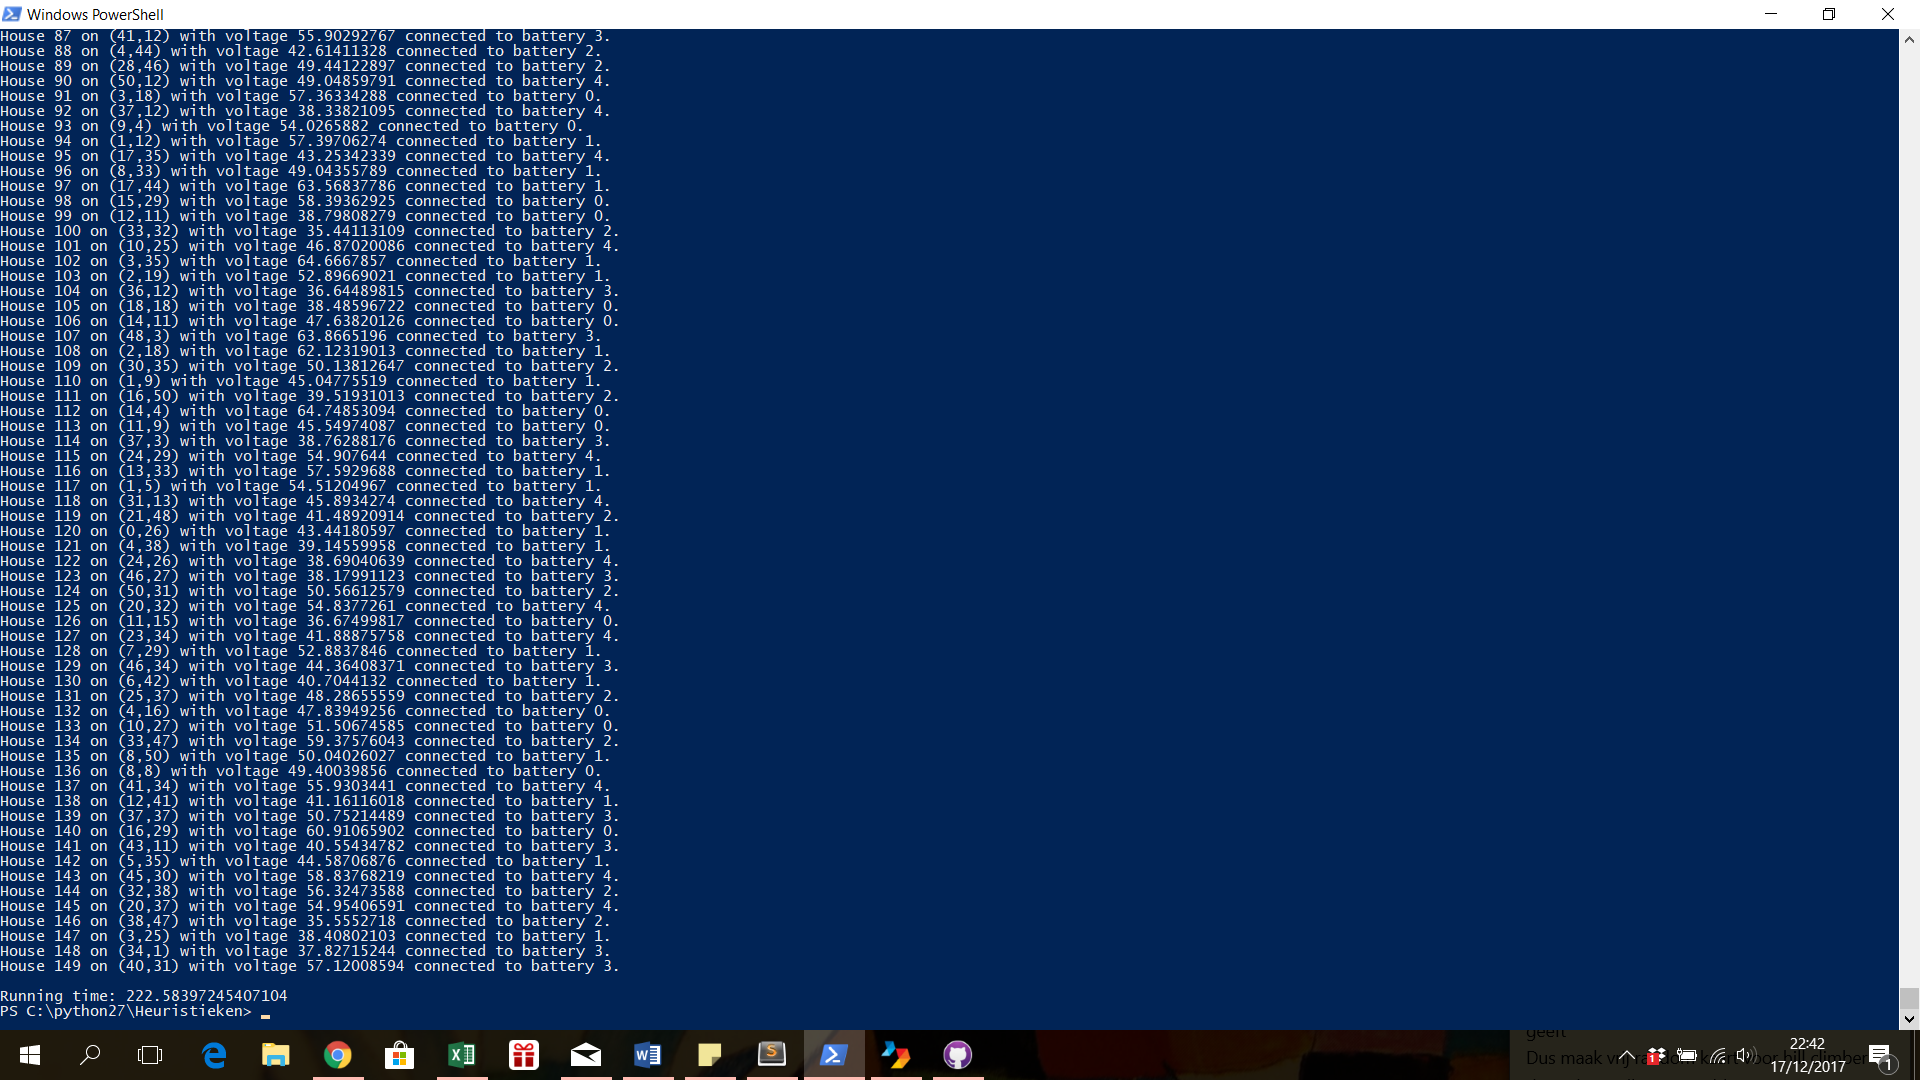 Windows PowerShell
House 87 on (41,12) with voltage 55.90292767 connected to battery 3.
House 88 on (4,44) with voltage 42.61411328 connected to battery 2.
House 89 on (28,46) with voltage 49.44122897 connected to battery 2.
House 90 on (50,12) with voltage 49.04859791 connected to battery 4.
House 91 on (3,18) with voltage 57.36334288 connected to battery 0.
House 92 on (37,12) with voltage 38.33821095 connected to battery 4.
House 93 on (9,4) with voltage 54.0265882 connected to battery 0.
House 94 on (1,12) with voltage 57.39706274 connected to battery 1.
House 95 on (17,35) with voltage 43.25342339 connected to battery 4.
House 96 on (8,33) with voltage 49.04355789 connected to battery 1.
House 97 on (17,44) with voltage 63.56837786 connected to battery 1.
House 98 on (15,29) with voltage 58.39362925 connected to battery 0.
House 99 on (12,11) with voltage 38.79808279 connected to battery 0.
House 100 on (33,32) with voltage 35.44113109 connected to battery 2.
House 101 on (10,25) with voltage 46.87020086 connected to battery 4.
House 102 on (3,35) with voltage 64.6667857 connected to battery 1.
House 103 on (2,19) with voltage 52.89669021 connected to battery 1.
House 104 on (36,12) with voltage 36.64489815 connected to battery 3.
House 105 on (18,18) with voltage 38.48596722 connected to battery 0.
House 106 on (14,11) with voltage 47.63820126 connected to battery 0.
House 107 on (48,3) with voltage 63.8665196 connected to battery 3.
House 108 on (2,18) with voltage 62.12319013 connected to battery 1.
House 109 on (30,35) with voltage 50.13812647 connected to battery 2.
House 110 on (1,9) with voltage 45.04775519 connected to battery 1.
House 111 on (16,50) with voltage 39.51931013 connected to battery 2.
House 112 on (14,4) with voltage 64.74853094 connected to battery 0.
House 113 on (11,9) with voltage 45.54974087 connected to battery 0.
House 114 on (37,3) with voltage 38.76288176 connected to battery 3.
House 115 on (24,29) with voltage 54.907644 connected to battery 4.
House 116 on (13,33) with voltage 57.5929688 connected to battery 1.
House 117 on (1,5) with voltage 54.51204967 connected to battery 1.
House 118 on (31,13) with voltage 45.8934274 connected to battery 4.
House 119 on (21,48) with voltage 41.48920914 connected to battery 2.
House 120 on (0,26) with voltage 43.44180597 connected to battery 1.
House 121 on (4,38) with voltage 39.14559958 connected to battery 1.
House 122 on (24,26) with voltage 38.69040639 connected to battery 4.
House 123 on (46,27) with voltage 38.17991123 connected to battery 3.
House 124 on (50,31) with voltage 50.56612579 connected to battery 2.
House 125 on (20,32) with voltage 54.8377261 connected to battery 4.
House 126 on (11,15) with voltage 36.67499817 connected to battery 0.
House 127 on (23,34) with voltage 41.88875758 connected to battery 4.
House 128 on (7,29) with voltage 52.8837846 connected to battery 1.
House 129 on (46,34) with voltage 44.36408371 connected to battery 3.
House 130 on (6,42) with voltage 40.7044132 connected to battery 1.
House 131 on (25,37) with voltage 48.28655559 connected to battery 2.
House 132 on (4,16) with voltage 47.83949256 connected to battery 0.
House 133 on (10,27) with voltage 51.50674585 connected to battery 0.
House 134 on (33,47) with voltage 59.37576043 connected to battery 2.
House 135 on (8,50) with voltage 50.04026027 connected to battery 1.
House 136 on (8,8) with voltage 49.40039856 connected to battery 0.
House 137 on (41,34) with voltage 55.9303441 connected to battery 4.
House 138 on (12,41) with voltage 41.16116018 connected to battery 1.
House 139 on (37,37) with voltage 50.75214489 connected to battery 3.
House 140 on (16,29) with voltage 60.91065902 connected to battery 0.
House 141 on (43,11) with voltage 40.55434782 connected to battery 3.
House 142 on (5,35) with voltage 44.58706876 connected to battery 1.
House 143 on (45,30) with voltage 58.83768219 connected to battery 4.
House 144 on (32,38) with voltage 56.32473588 connected to battery 2.
House 145 on (20,37) with voltage 54.95406591 connected to battery 4.
House 146 on (38,47) with voltage 35.5552718 connected to battery 2.
House 147 on (3,25) with voltage 38.40802103 connected to battery 1.
House 148 on (34,1) with voltage 37.82715244 connected to battery 3.
House 149 on (40,31) with voltage 57.12008594 connected to battery 3.
Running time: 222.58397245407104
PS C:\python27\Heuristieken>
geeft
Dus maak vrij hill climber
22:42
17/12/2017
1